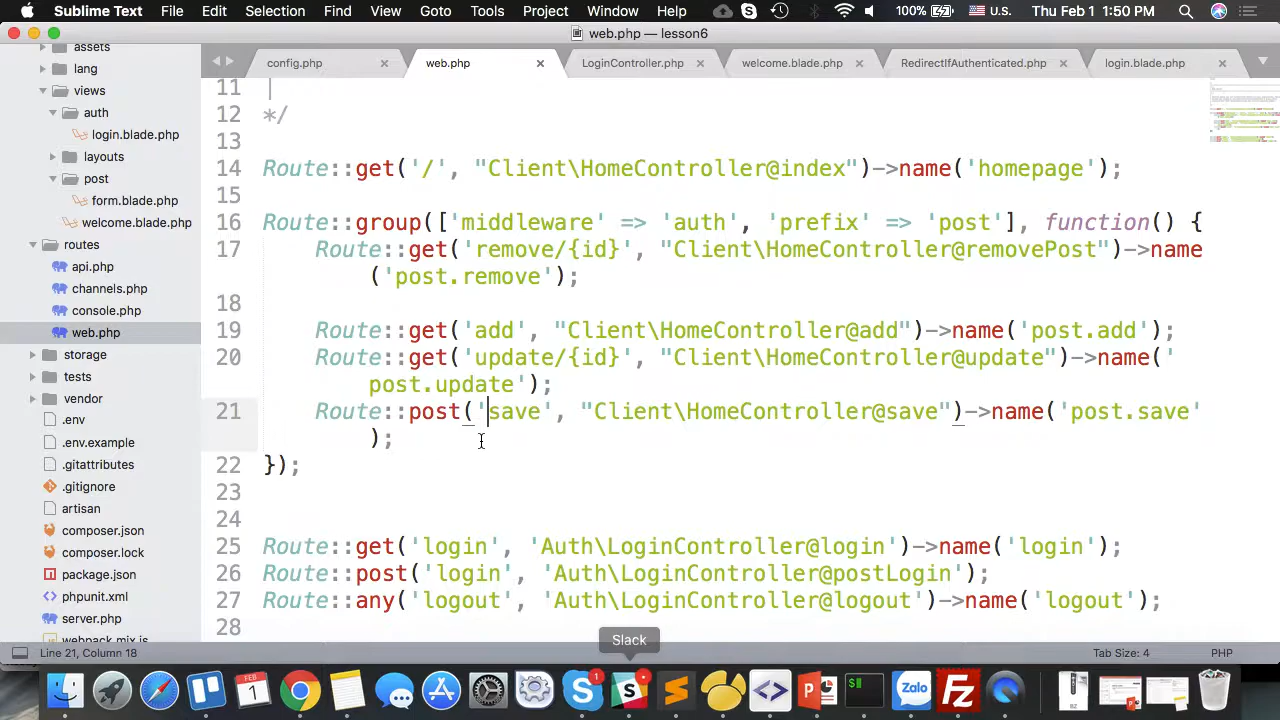 Sublime Text File Edit Selection Find View Goto Tools Project Window Help 100% U.S. Thu Feb 1 1:50 PM
web.php — lesson6
assets
lang
views
auth
login.blade.php
layouts
post
form.blade.php
welcome.blade.php
routes
api.php
channels.php
console.php
web.php
storage
tests
vendor
.env
.env.example
.gitattributes
.gitignore
artisan
composer.json
composer.lock
package.json
phpunit.xml
server.php
webpack.mix.js
config.php web.php LoginController.php welcome.blade.php RedirectIfAuthenticated.php login.blade.php
11
12 */
13
14 Route::get('/', "Client\HomeController@index")->name('homepage');
15
16 Route::group(['middleware' => 'auth', 'prefix' => 'post'], function() {
17 Route::get('remove/{id}', "Client\HomeController@removePost")->name
('post.remove');
18
19 Route::get('add', "Client\HomeController@add")->name('post.add');
20 Route::get('update/{id}', "Client\HomeController@update")->name('
post.update');
21 Route::post('save', "Client\HomeController@save")->name('post.save'
);
22 });
23
24
25 Route::get('login', 'Auth\LoginController@login')->name('login');
26 Route::post('login', 'Auth\LoginController@postLogin');
27 Route::any('logout', 'Auth\LoginController@logout')->name('logout');
28
Slack
Line 21, Column 18 Tab Size: 4 PHP
FEB
1
1
Zalo